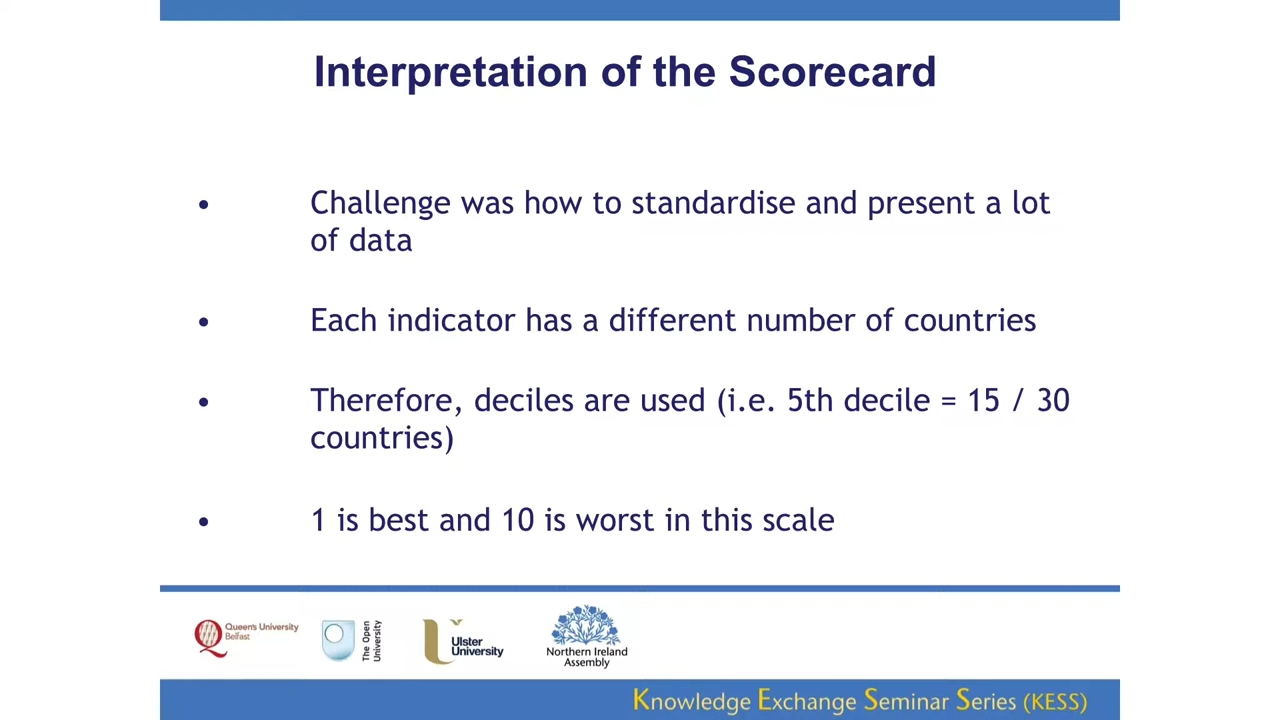 Interpretation of the Scorecard
• Challenge was how to standardise and present a lot
of data
• Each indicator has a different number of countries
• Therefore, deciles are used (i.e. 5th decile = 15 / 30
countries)
• 1 is best and 10 is worst in this scale
Queen's University
Belfast
The Open
University
Ulster
University
Northern Ireland
Assembly
Knowledge Exchange Seminar Series (KESS)